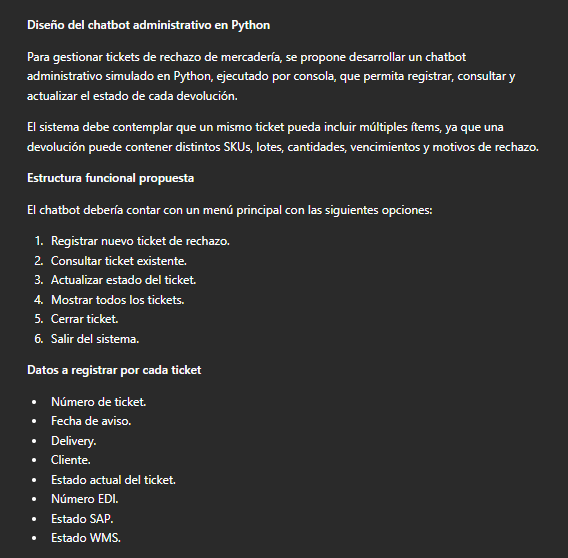 Diseño del chatbot administrativo en Python
Para gestionar tickets de rechazo de mercadería, se propone desarrollar un chatbot
administrativo simulado en Python, ejecutado por consola, que permita registrar, consultar y
actualizar el estado de cada devolución.
El sistema debe contemplar que un mismo ticket pueda incluir múltiples ítems, ya que una
devolución puede contener distintos SKUs, lotes, cantidades, vencimientos y motivos de rechazo.
Estructura funcional propuesta
El chatbot debería contar con un menú principal con las siguientes opciones:
1. Registrar nuevo ticket de rechazo.
2. Consultar ticket existente.
3. Actualizar estado del ticket.
4. Mostrar todos los tickets.
5. Cerrar ticket.
6. Salir del sistema.
Datos a registrar por cada ticket
• Número de ticket.
• Fecha de aviso.
• Delivery.
• Cliente.
• Estado actual del ticket.
• Número EDI.
• Estado SAP.
• Estado WMS.